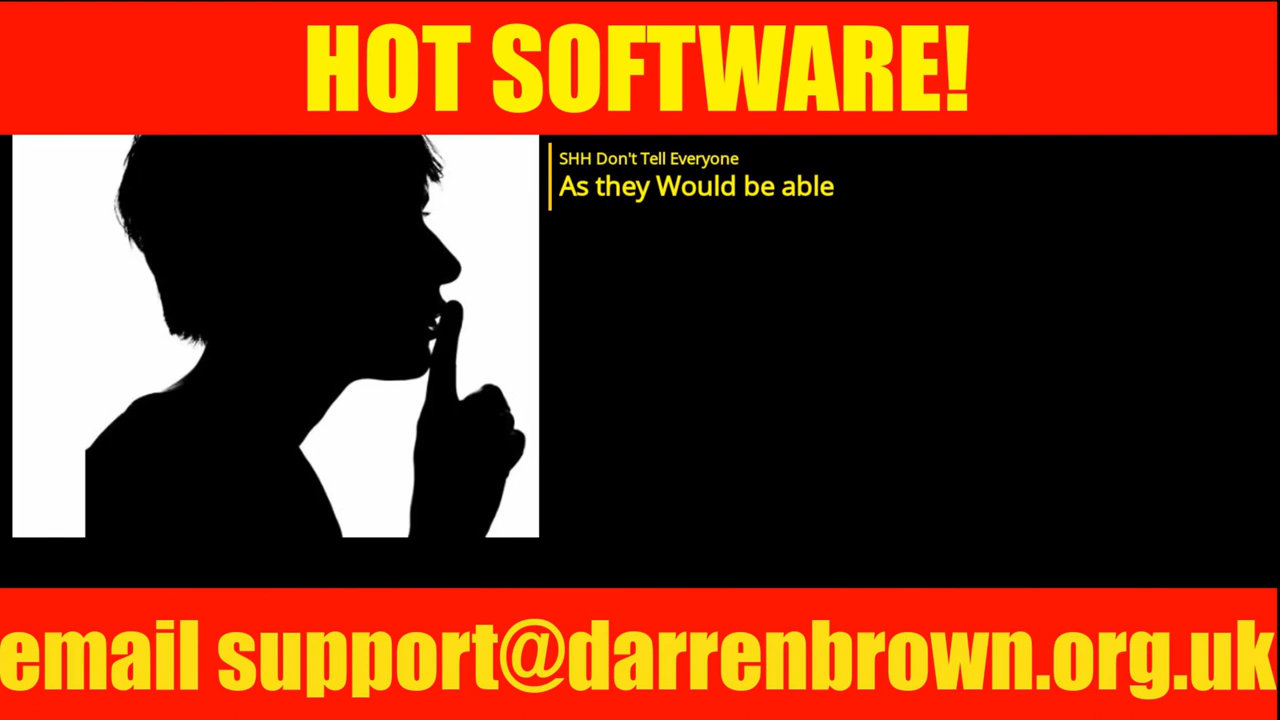 HOT SOFTWARE!
SHH Don't Tell Everyone
As they Would be able
email support@darrenbrown.org.uk